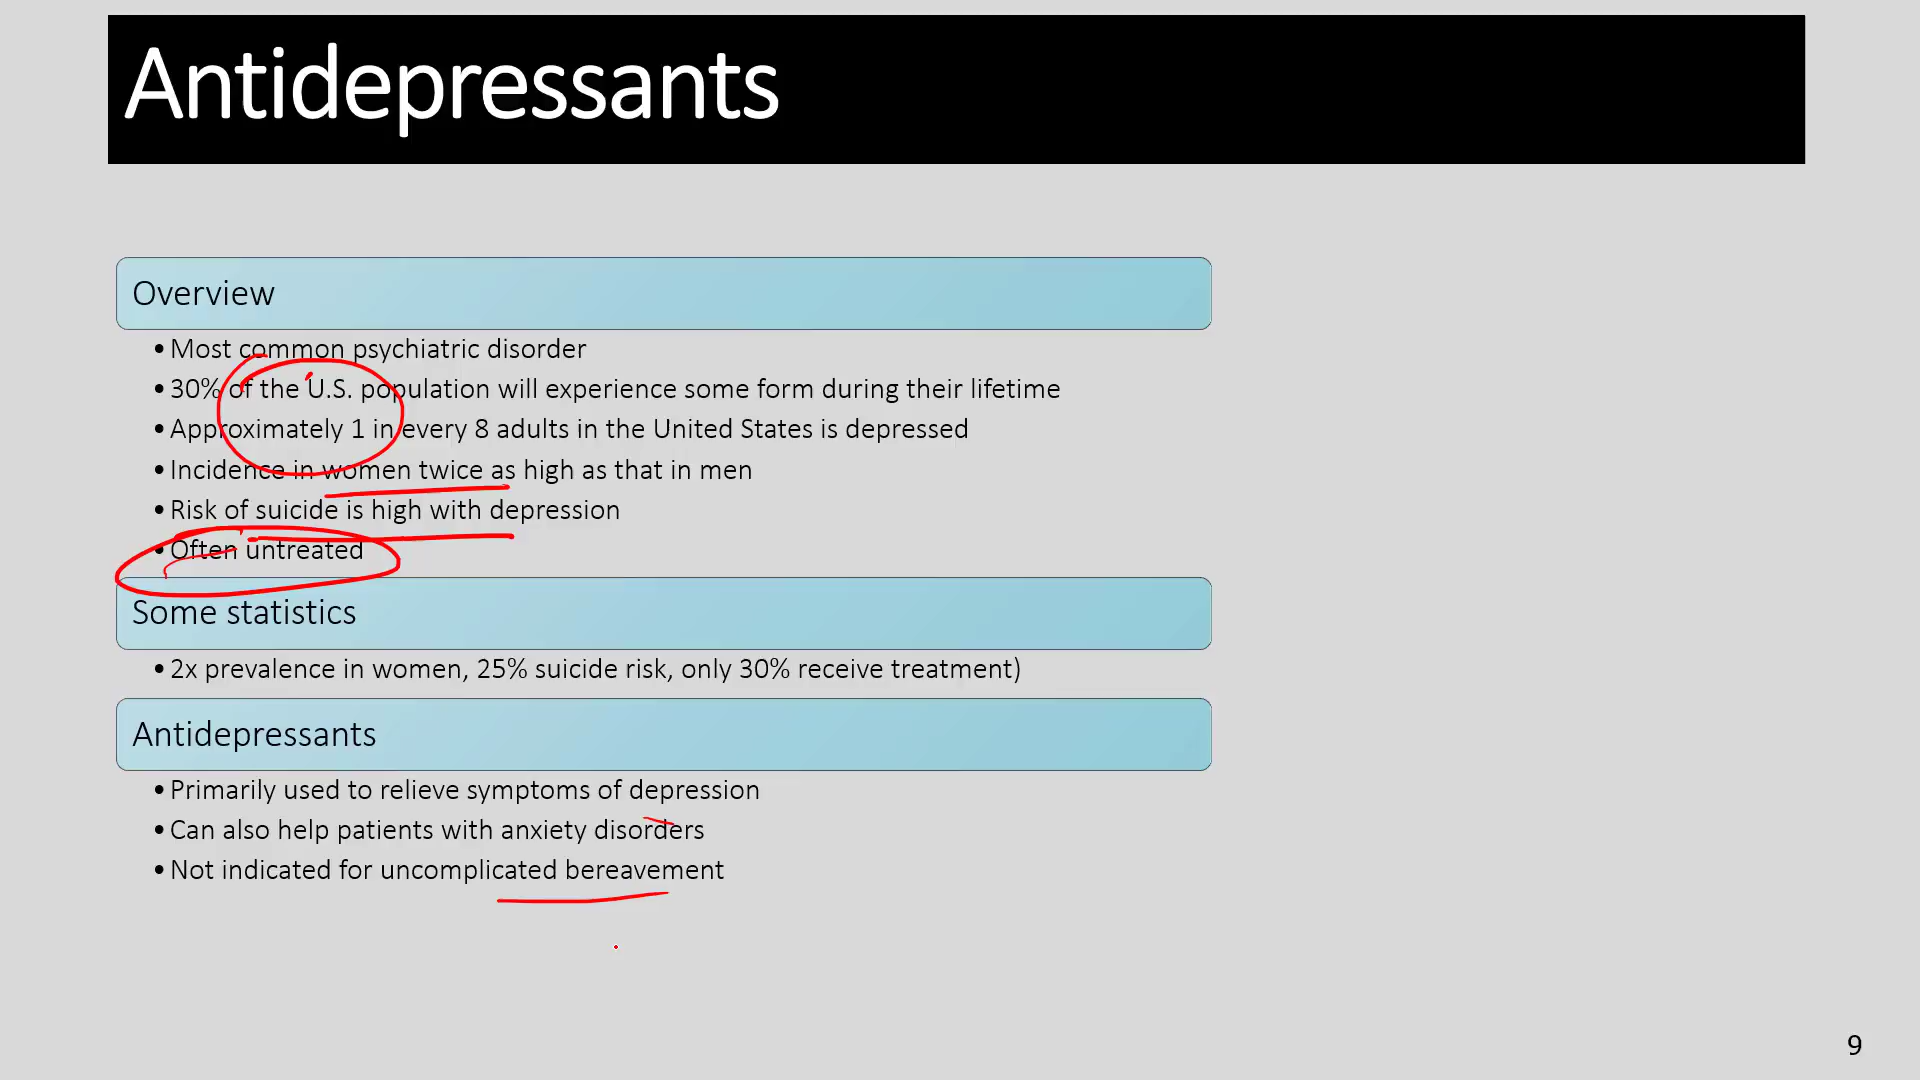 Antidepressants
Overview
• Most common psychiatric disorder
• 30% of the U.S. population will experience some form during their lifetime
• Approximately 1 in every 8 adults in the United States is depressed
• Incidence in women twice as high as that in men
• Risk of suicide is high with depression
• Often untreated
Some statistics
• 2x prevalence in women, 25% suicide risk, only 30% receive treatment)
Antidepressants
• Primarily used to relieve symptoms of depression
• Can also help patients with anxiety disorders
• Not indicated for uncomplicated bereavement
9